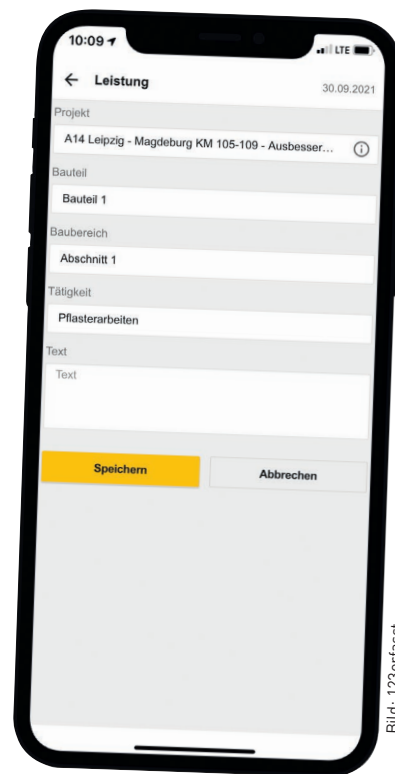 10:09
LTE
Leistung
30.09.2021
Projekt
A14 Leipzig - Magdeburg KM 105-109 - Ausbesser...
Bauteil
Bauteil 1
Baubereich
Abschnitt 1
Tätigkeit
Pflasterarbeiten
Text
Text
Speichern Abbrechen
Bild: 123erfasst